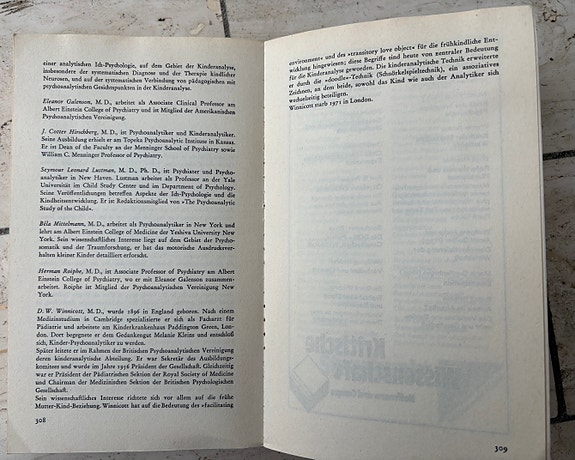 einer analytischen Ich-Psychologie, auf dem Gebiet der Kinderanalyse,
insbesondere der systematischen Diagnose und der Therapie kindlicher
Neurosen, und auf der systematischen Verbindung von pädagogischen mit
psychoanalytischen Gesichtspunkten in der Kinderanalyse.
Eleanor Galenson, M. D., arbeitet als Associate Clinical Professor am
Albert Einstein College of Psychiatry und ist Mitglied der Amerikanischen
Psychoanalytischen Vereinigung.
J. Cotter Hirschberg, M. D., ist Psychoanalytiker und Kinderanalytiker.
Seine Ausbildung erhielt er am Topeka Psychoanalytic Institute in Kansas.
Er ist Dean of the Faculty an der Menninger School of Psychiatry sowie
William C. Menninger Professor of Psychiatry.
Seymour Leonard Lustman, M. D., Ph. D., ist Psychiater und Psycho-
analytiker in New Haven. Lustman arbeitet als Professor an der Yale
Universität im Child Study Center und im Department of Psychology.
Seine Veröffentlichungen betreffen Aspekte der Ich-Psychologie und die
Kindheitsentwicklung. Er ist Redaktionsmitglied von »The Psychoanalytic
Study of the Child«.
Béla Mittelmann, M. D., arbeitet als Psychoanalytiker in New York und
lehrt am Albert Einstein College of Medicine der Yeshiva University New
York. Sein wissenschaftliches Interesse liegt auf dem Gebiet der Psycho-
somatik und der Traumforschung, er hat das motorische Ausdrucksver-
halten kleiner Kinder detailliert erforscht.
Herman Roiphe, M. D., ist Associate Professor of Psychiatry am Albert
Einstein College of Psychiatry, wo er mit Eleanor Galenson zusammen-
arbeitet. Roiphe ist Mitglied der Psychoanalytischen Vereinigung New
York.
D. W. Winnicott, M. D., wurde 1896 in England geboren. Nach einem
Medizinstudium in Cambridge spezialisierte er sich als Facharzt für
Pädiatrie und arbeitete am Kinderkrankenhaus Paddington Green, Lon-
don. Dort begegnete er dem Gedankengut Melanie Kleins und entschloß
sich, Kinder-Psychoanalytiker zu werden.
Später leitete er im Rahmen der Britischen Psychoanalytischen Vereinigung
deren kinderanalytische Abteilung. Er war Sekretär des Ausbildungs-
komitees und wurde im Jahre 1956 Präsident der Gesellschaft. Gleichzeitig
war er Präsident der Pädiatrischen Sektion der Royal Society of Medicine
und Chairman der Medizinischen Sektion der Britischen Psychologischen
Gesellschaft.
Sein wissenschaftliches Interesse richtete sich vor allem auf die frühe
Mutter-Kind-Beziehung. Winnicott hat auf die Bedeutung des »facilitating
308
environment« und des »transitory love object« für die frühkindliche Ent-
wicklung hingewiesen; diese Begriffe sind heute von zentraler Bedeutung
für die Kinderanalyse geworden. Die kinderanalytische Technik erweiterte
er durch die »doodle«-Technik (Schnörkelspieltechnik), ein assoziatives
Zeichnen, an dem beide, sowohl das Kind wie auch der Analytiker sich
wechselseitig beteiligen.
Winnicott starb 1971 in London.
309